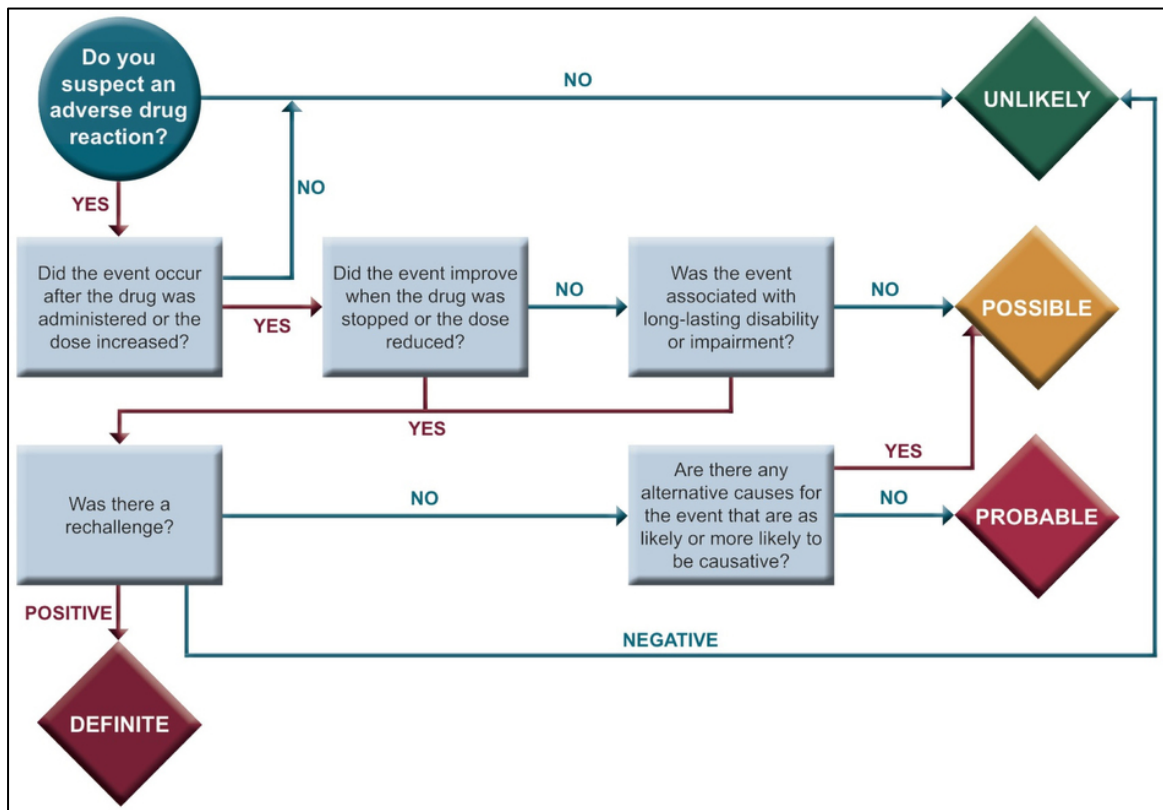 Do you
suspect an
adverse drug
reaction?
NO
UNLIKELY
YES
NO
Did the event occur
after the drug was
administered or the
dose increased?
YES
Did the event improve
when the drug was
stopped or the dose
reduced?
NO
Was the event
associated with
long-lasting disability
or impairment?
NO
POSSIBLE
YES
Was there a
rechallenge?
NO
Are there any
alternative causes for
the event that are as
likely or more likely to
be causative?
YES
NO
PROBABLE
POSITIVE
NEGATIVE
DEFINITE